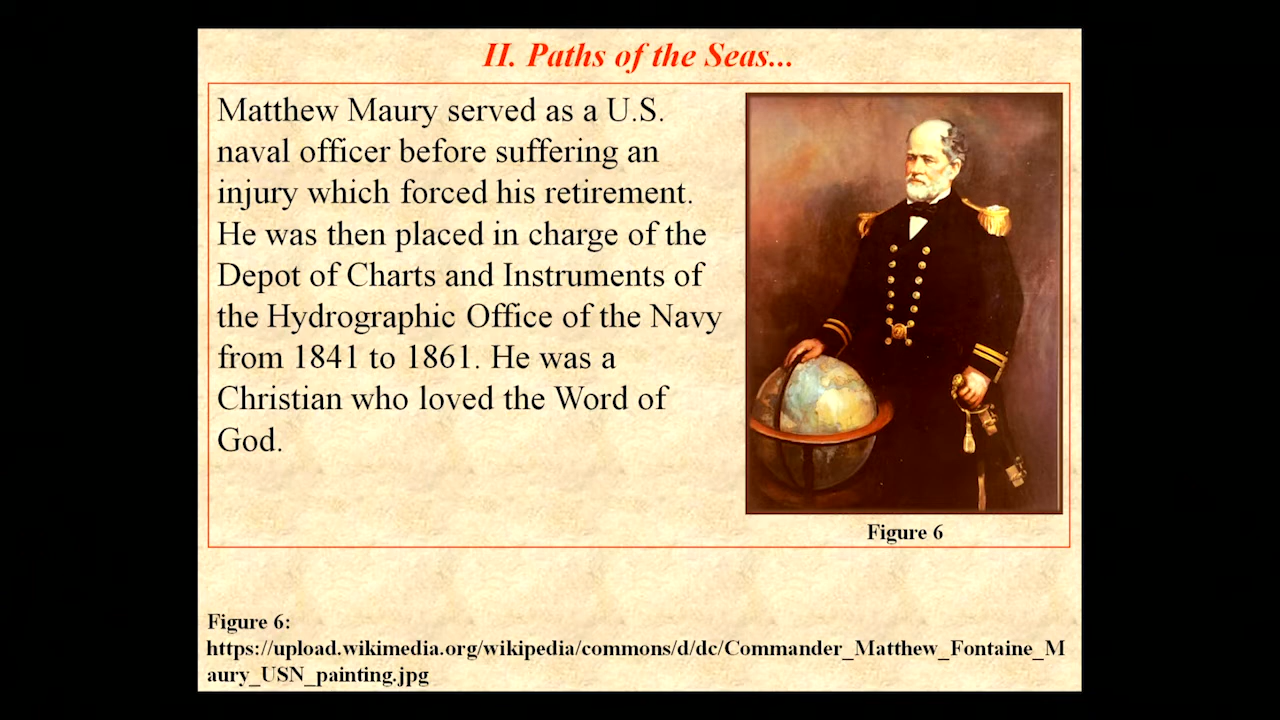 II. Paths of the Seas...
Matthew Maury served as a U.S.
naval officer before suffering an
injury which forced his retirement.
He was then placed in charge of the
Depot of Charts and Instruments of
the Hydrographic Office of the Navy
from 1841 to 1861. He was a
Christian who loved the Word of
God.
Figure 6
Figure 6:
https://upload.wikimedia.org/wikipedia/commons/d/dc/Commander_Matthew_Fontaine_M
aury_USN_painting.jpg